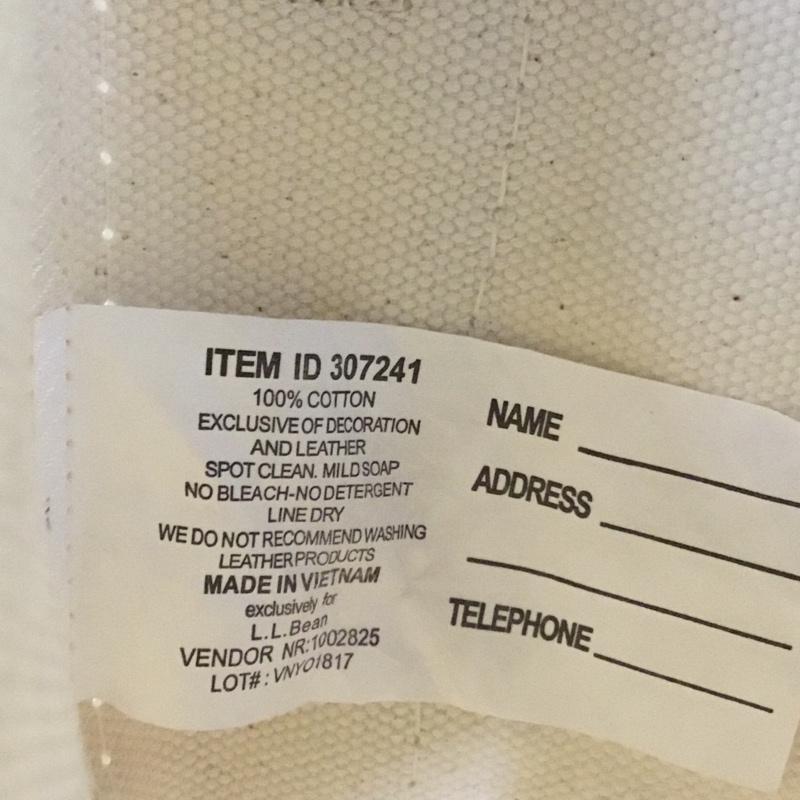 ITEM ID 307241
100% COTTON
EXCLUSIVE OF DECORATION
AND LEATHER
SPOT CLEAN. MILD SOAP
NO BLEACH-NO DETERGENT
LINE DRY
WE DO NOT RECOMMEND WASHING
LEATHER PRODUCTS
MADE IN VIETNAM
exclusively for
L.L.Bean
VENDOR NR:1002825
LOT# : VNYO1817
NAME
ADDRESS
TELEPHONE